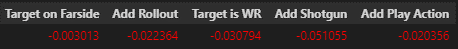 Target on Farside Add Rollout Target is WR Add Shotgun Add Play Action
-0.003013 -0.022364 -0.030794 -0.051055 -0.020356